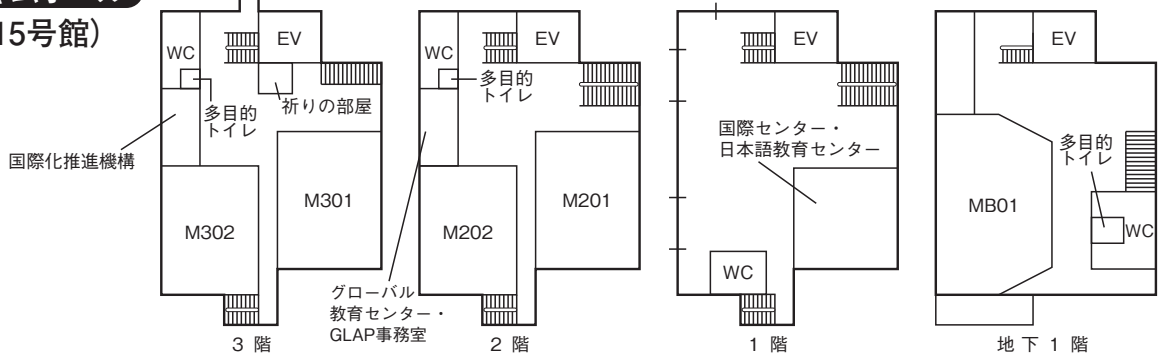 15号館）
WC
EV
多目的
トイレ
祈りの部屋
国際化推進機構
M301
M302
3 階
WC
EV
多目的
トイレ
M201
M202
グローバル
教育センター・
GLAP事務室
2 階
EV
国際センター・
日本語教育センター
WC
1 階
EV
多目的
トイレ
MB01
WC
地 下 1 階